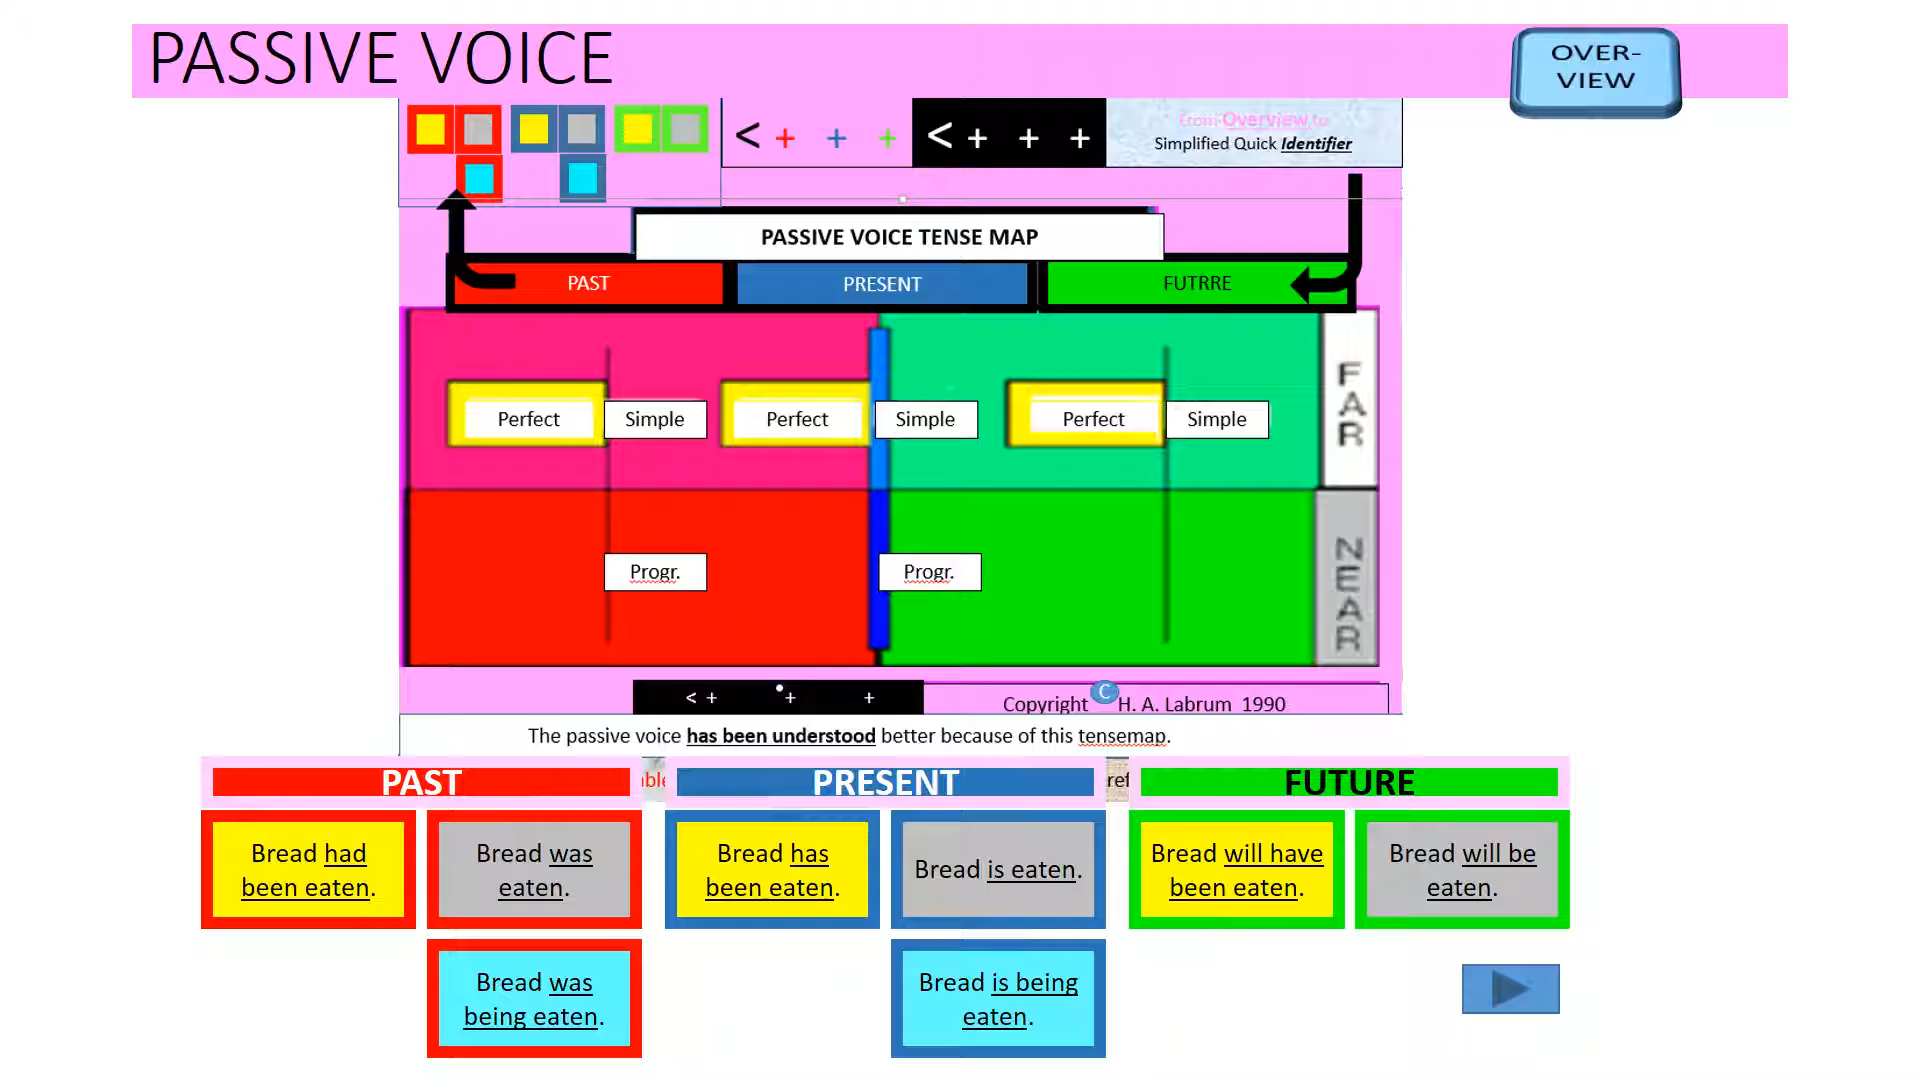 PASSIVE VOICE
OVER-
VIEW
< + + +
< + + +
From Overview to
Simplified Quick Identifier
PASSIVE VOICE TENSE MAP
PAST
PRESENT
FUTRRE
Perfect
Simple
Perfect
Simple
Perfect
Simple
FAR
Progr.
Progr.
NEAR
< + + +
Copyright C H. A. Labrum 1990
The passive voice has been understood better because of this tensemap.
PAST
PRESENT
FUTURE
Bread had
been eaten.
Bread was
eaten.
Bread has
been eaten.
Bread is eaten.
Bread will have
been eaten.
Bread will be
eaten.
Bread was
being eaten.
Bread is being
eaten.